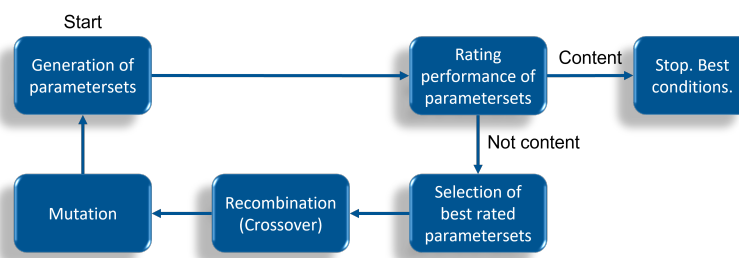 Start
Generation of
parametersets
Rating
performance of
parametersets
Content
Stop. Best
conditions.
Not content
Mutation
Recombination
(Crossover)
Selection of
best rated
parametersets